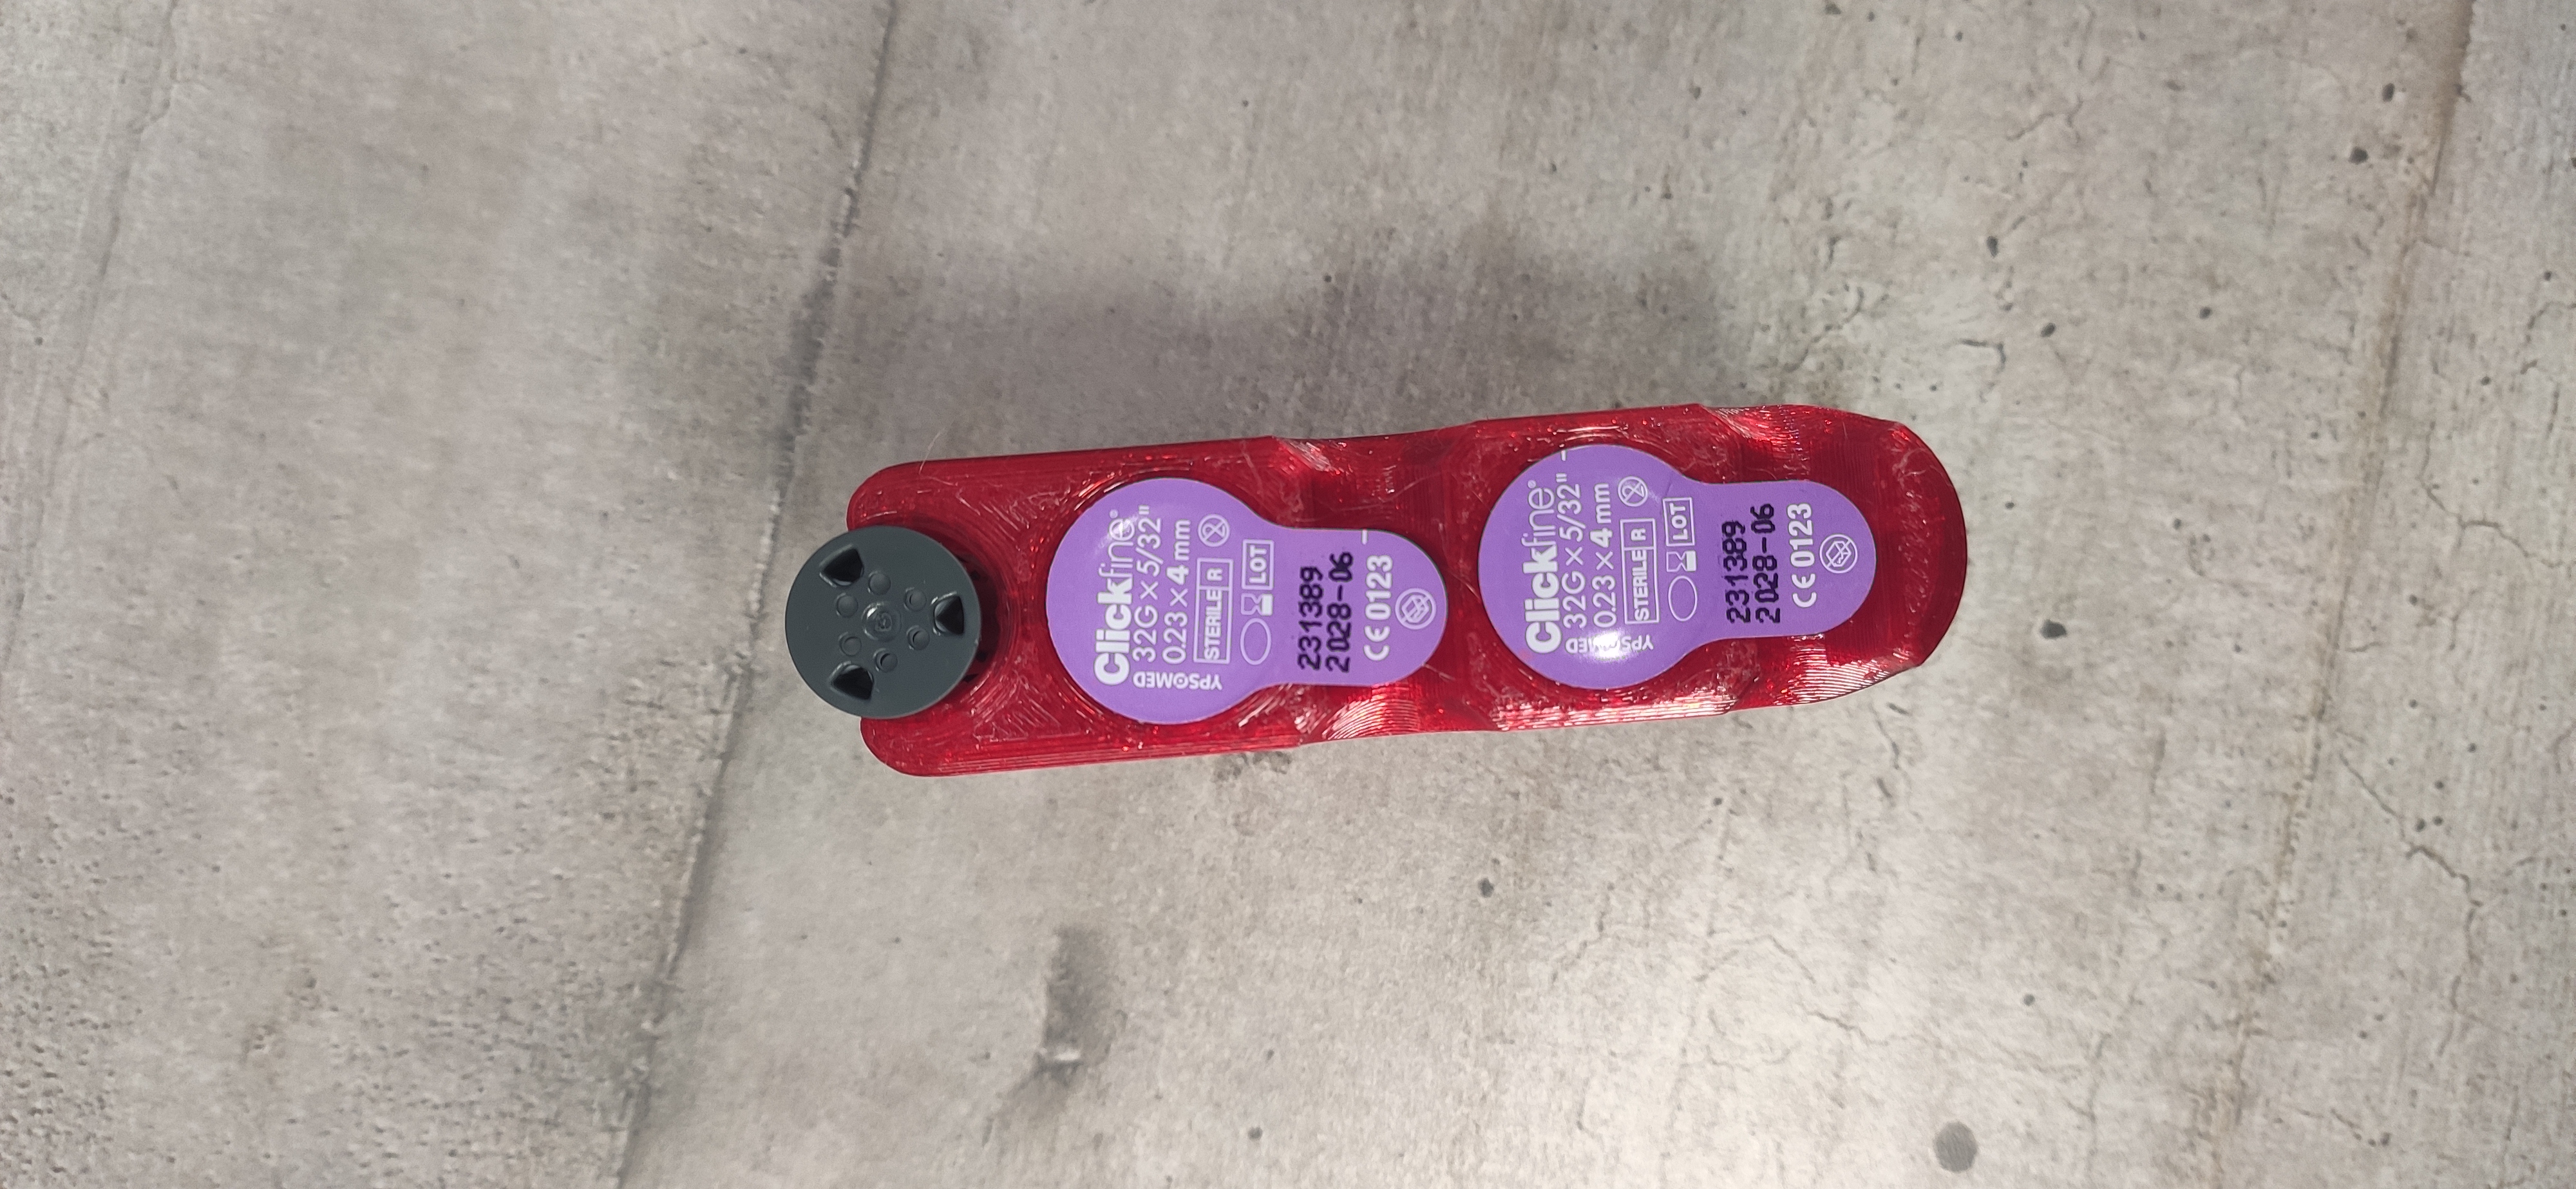 Clickfine®
32G × 5/32"
0.23 × 4 mm
STERILE R
LOT
YPSOMED
231389
2028-06
CE 0123
Clickfine®
32G × 5/32"
0.23 × 4 mm
STERILE R
LOT
YPSOMED
231389
2028-06
CE 0123